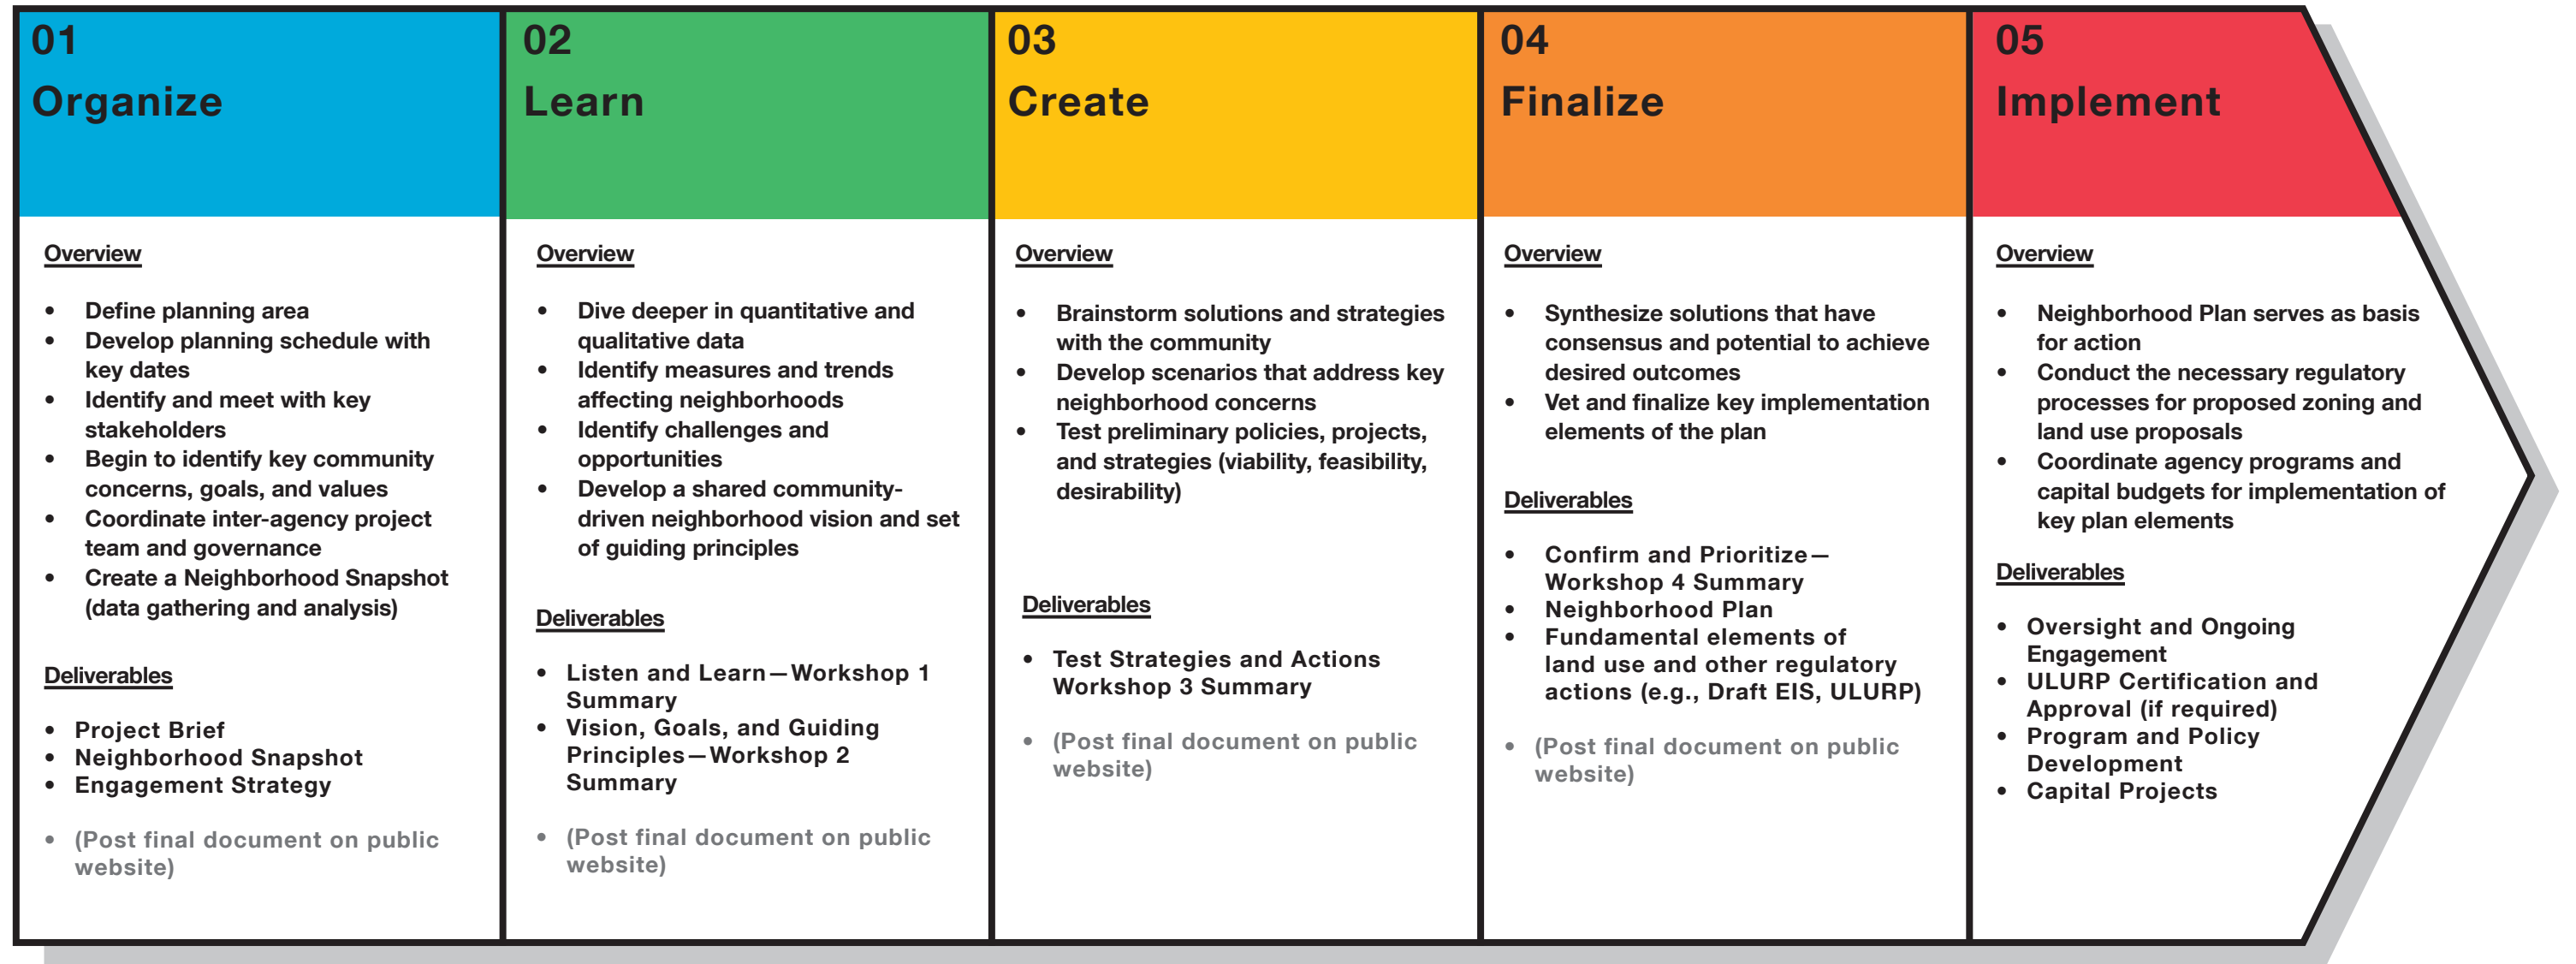 01
Organize
Overview
• Define planning area
• Develop planning schedule with
key dates
• Identify and meet with key
stakeholders
• Begin to identify key community
concerns, goals, and values
• Coordinate inter-agency project
team and governance
• Create a Neighborhood Snapshot
(data gathering and analysis)
Deliverables
• Project Brief
• Neighborhood Snapshot
• Engagement Strategy
• (Post final document on public
website)
02
Learn
Overview
• Dive deeper in quantitative and
qualitative data
• Identify measures and trends
affecting neighborhoods
• Identify challenges and
opportunities
• Develop a shared community-
driven neighborhood vision and set
of guiding principles
Deliverables
• Listen and Learn—Workshop 1
Summary
• Vision, Goals, and Guiding
Principles—Workshop 2
Summary
• (Post final document on public
website)
03
Create
Overview
• Brainstorm solutions and strategies
with the community
• Develop scenarios that address key
neighborhood concerns
• Test preliminary policies, projects,
and strategies (viability, feasibility,
desirability)
Deliverables
• Test Strategies and Actions
Workshop 3 Summary
• (Post final document on public
website)
04
Finalize
Overview
• Synthesize solutions that have
consensus and potential to achieve
desired outcomes
• Vet and finalize key implementation
elements of the plan
Deliverables
• Confirm and Prioritize—
Workshop 4 Summary
• Neighborhood Plan
• Fundamental elements of
land use and other regulatory
actions (e.g., Draft EIS, ULURP)
• (Post final document on public
website)
05
Implement
Overview
• Neighborhood Plan serves as basis
for action
• Conduct the necessary regulatory
processes for proposed zoning and
land use proposals
• Coordinate agency programs and
capital budgets for implementation of
key plan elements
Deliverables
• Oversight and Ongoing
Engagement
• ULURP Certification and
Approval (if required)
• Program and Policy
Development
• Capital Projects